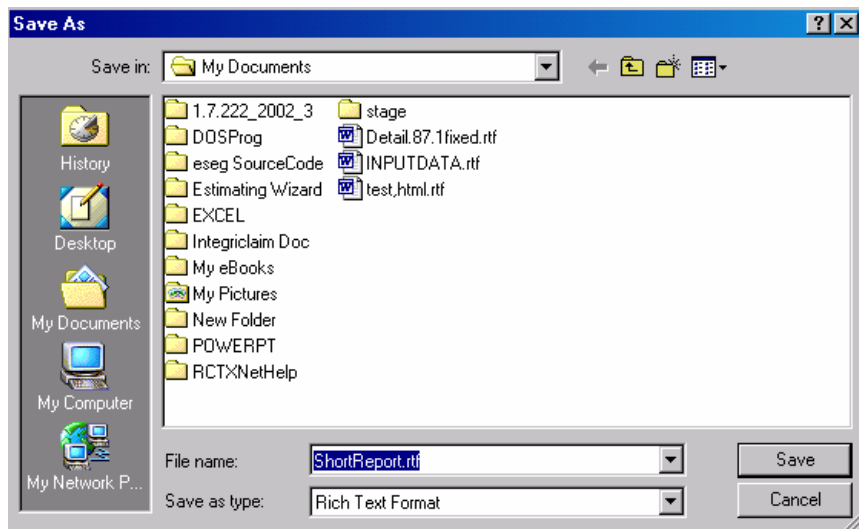 Save As
Save in: My Documents
1.7.222_2002_3 stage
DOSProg Detail.87.1fixed.rtf
eseg SourceCode INPUTDATA.rtf
Estimating Wizard test,html.rtf
EXCEL
Integriclaim Doc
My eBooks
My Pictures
New Folder
POWERPT
RCTXNetHelp
History
Desktop
My Documents
My Computer
My Network P...
File name: ShortReport.rtf Save
Save as type: Rich Text Format Cancel